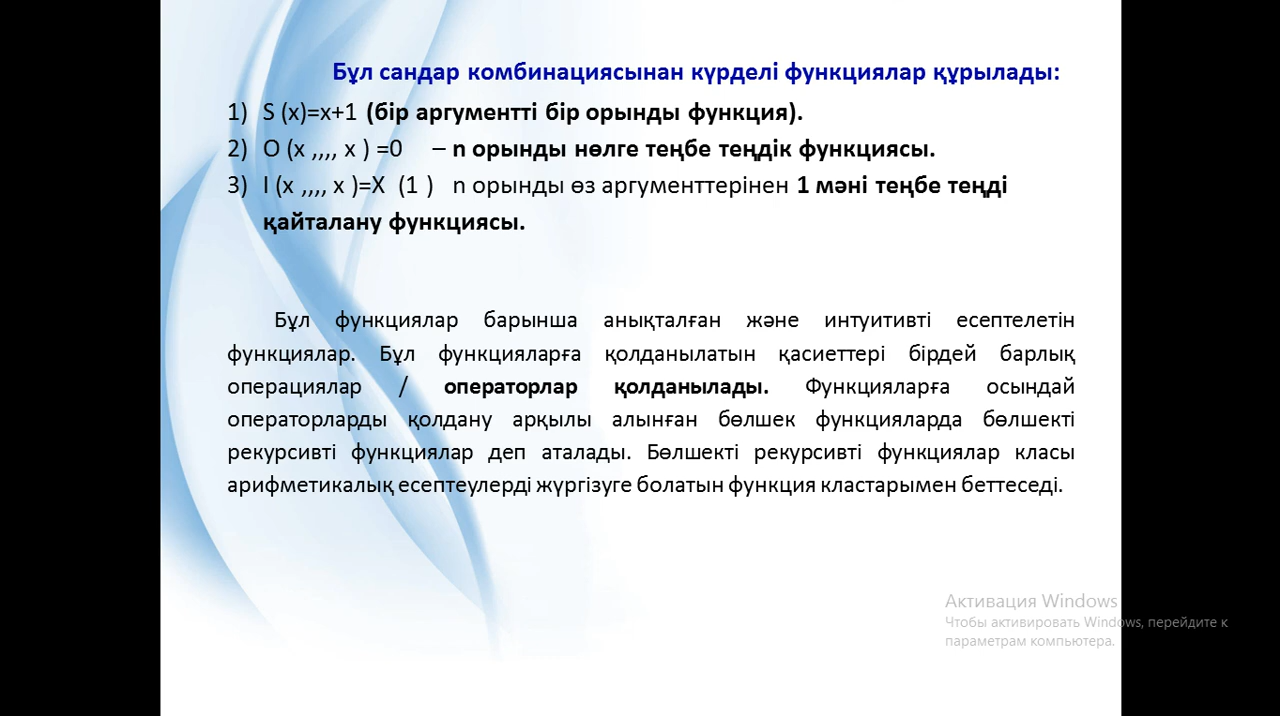 Бұл сандар комбинациясынан күрделі функциялар құрылады:
1) S (x)=x+1 (бір аргументті бір орынды функция).
2) O (x ,,,, x ) =0 – n орынды нөлге теңбе теңдік функциясы.
3) I (x ,,,, x )=X (1 ) n орынды өз аргументтерінен 1 мәні теңбе теңді
қайталану функциясы.
Бұл функциялар барынша анықталған және интуитивті есептелетін
функциялар. Бұл функцияларға қолданылатын қасиеттері бірдей барлық
операциялар / операторлар қолданылады. Функцияларға осындай
операторларды қолдану арқылы алынған бөлшек функцияларда бөлшекті
рекурсивті функциялар деп аталады. Бөлшекті рекурсивті функциялар класы
арифметикалық есептеулерді жүргізуге болатын функция кластарымен беттеседі.
Активация Windows
Чтобы активировать Windows, перейдите к
параметрам компьютера.